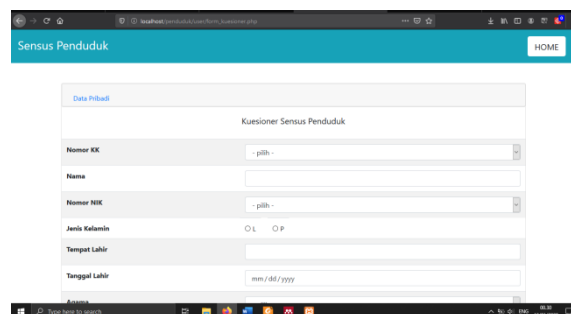 localhost/penduduk/user/form_kuesioner.php
Sensus Penduduk
HOME
Data Pribadi
Kuesioner Sensus Penduduk
Nomor KK
- pilih -
Nama
Nomor NIK
- pilih -
Jenis Kelamin
L
P
Tempat Lahir
Tanggal Lahir
mm/dd/yyyy
Agama
Type here to search
ENG